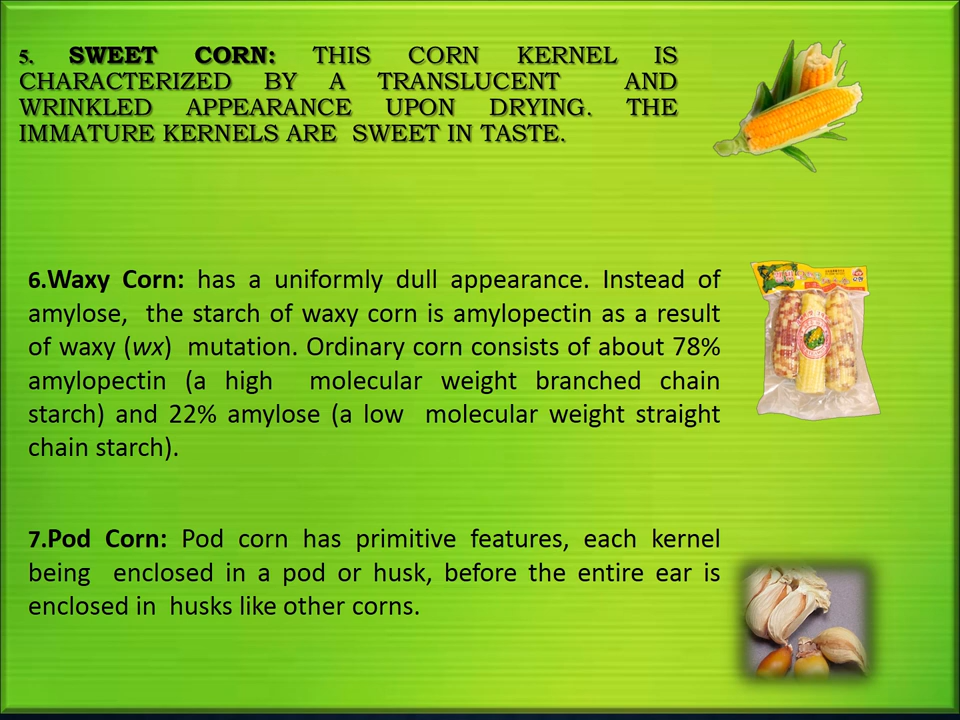 5. SWEET CORN: THIS CORN KERNEL IS
CHARACTERIZED BY A TRANSLUCENT AND
WRINKLED APPEARANCE UPON DRYING. THE
IMMATURE KERNELS ARE SWEET IN TASTE.
6.Waxy Corn: has a uniformly dull appearance. Instead of
amylose, the starch of waxy corn is amylopectin as a result
of waxy (wx) mutation. Ordinary corn consists of about 78%
amylopectin (a high molecular weight branched chain
starch) and 22% amylose (a low molecular weight straight
chain starch).
7.Pod Corn: Pod corn has primitive features, each kernel
being enclosed in a pod or husk, before the entire ear is
enclosed in husks like other corns.